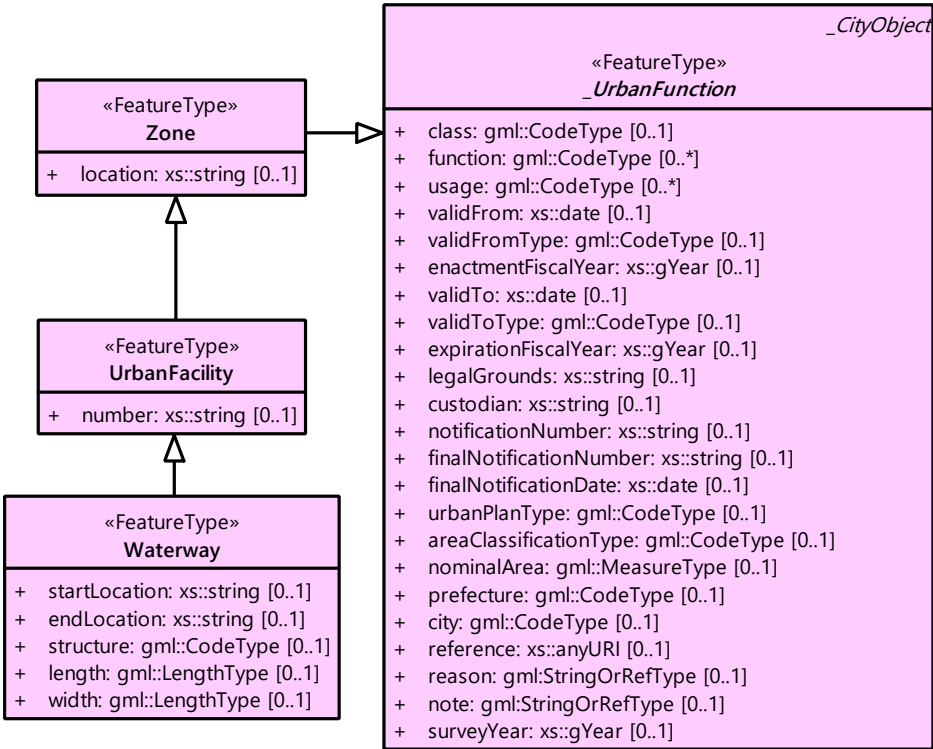 _CityObject
«FeatureType»
_UrbanFunction
+ class: gml::CodeType [0..1]
+ function: gml::CodeType [0..*]
+ usage: gml::CodeType [0..*]
+ validFrom: xs::date [0..1]
+ validFromType: gml::CodeType [0..1]
+ enactmentFiscalYear: xs::gYear [0..1]
+ validTo: xs::date [0..1]
+ validToType: gml::CodeType [0..1]
+ expirationFiscalYear: xs::gYear [0..1]
+ legalGrounds: xs::string [0..1]
+ custodian: xs::string [0..1]
+ notificationNumber: xs::string [0..1]
+ finalNotificationNumber: xs::string [0..1]
+ finalNotificationDate: xs::date [0..1]
+ urbanPlanType: gml::CodeType [0..1]
+ areaClassificationType: gml::CodeType [0..1]
+ nominalArea: gml::MeasureType [0..1]
+ prefecture: gml::CodeType [0..1]
+ city: gml::CodeType [0..1]
+ reference: xs::anyURI [0..1]
+ reason: gml:StringOrRefType [0..1]
+ note: gml:StringOrRefType [0..1]
+ surveyYear: xs::gYear [0..1]
«FeatureType»
Zone
+ location: xs::string [0..1]
«FeatureType»
UrbanFacility
+ number: xs::string [0..1]
«FeatureType»
Waterway
+ startLocation: xs::string [0..1]
+ endLocation: xs::string [0..1]
+ structure: gml::CodeType [0..1]
+ length: gml::LengthType [0..1]
+ width: gml::LengthType [0..1]